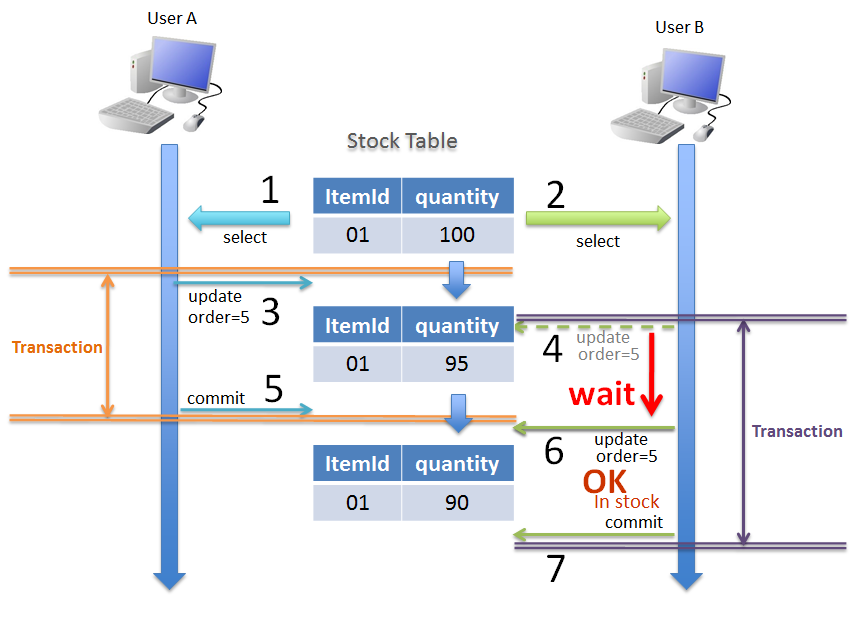 User A
User B
Stock Table
1
ItemId quantity
01 100
2
select
select
update
order=5
3
ItemId quantity
01 95
4
update
order=5
Transaction
wait
commit
5
Transaction
6
update
order=5
ItemId quantity
01 90
OK
In stock
commit
7